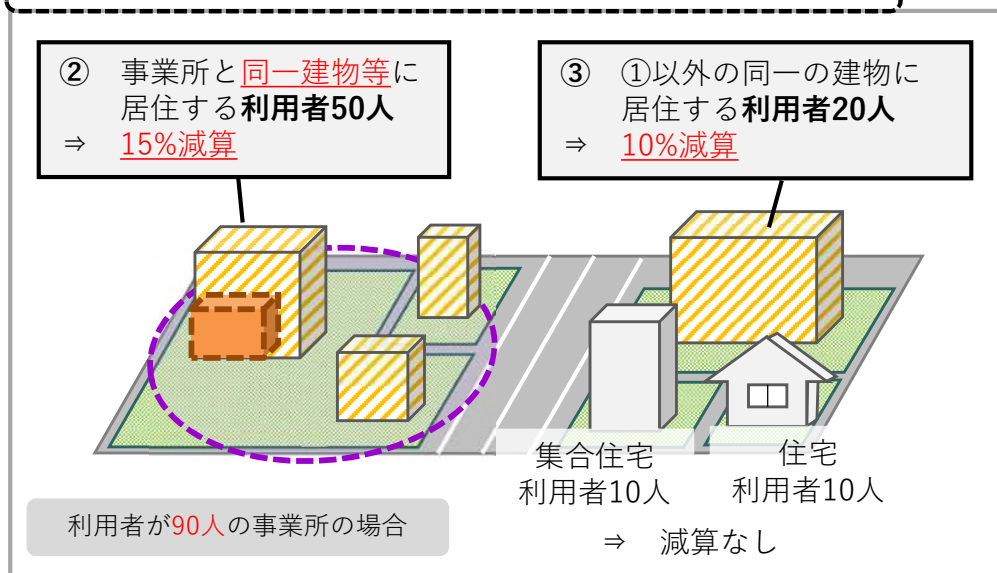 ② 事業所と同一建物等に
居住する利用者50人
⇒ 15%減算
③ ①以外の同一の建物に
居住する利用者20人
⇒ 10%減算
集合住宅
利用者10人
住宅
利用者10人
⇒ 減算なし
利用者が90人の事業所の場合